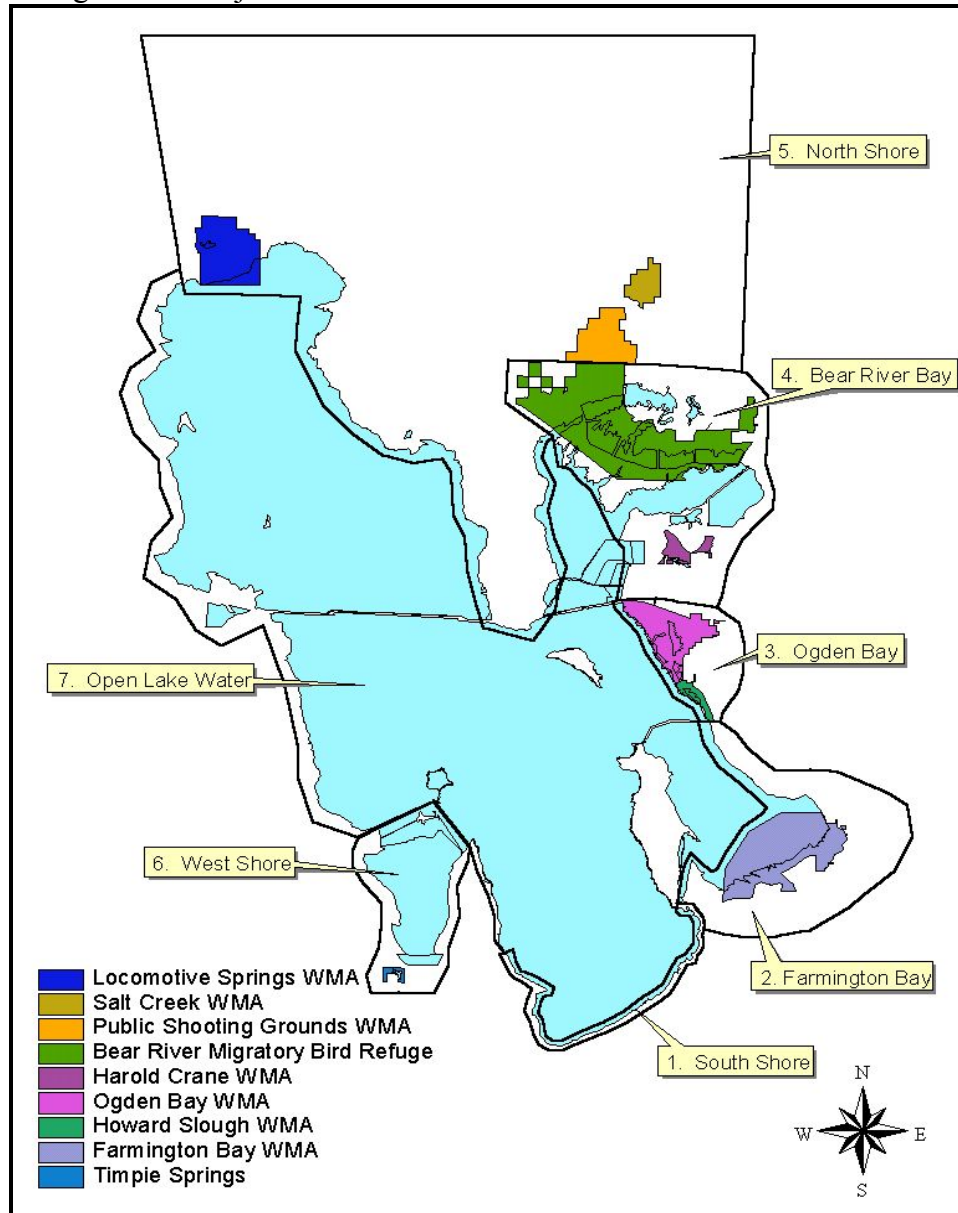 5. North Shore
4. Bear River Bay
3. Ogden Bay
7. Open Lake Water
6. West Shore
2. Farmington Bay
1. South Shore
Locomotive Springs WMA
Salt Creek WMA
Public Shooting Grounds WMA
Bear River Migratory Bird Refuge
Harold Crane WMA
Ogden Bay WMA
Howard Slough WMA
Farmington Bay WMA
Timpie Springs
N
W E
S